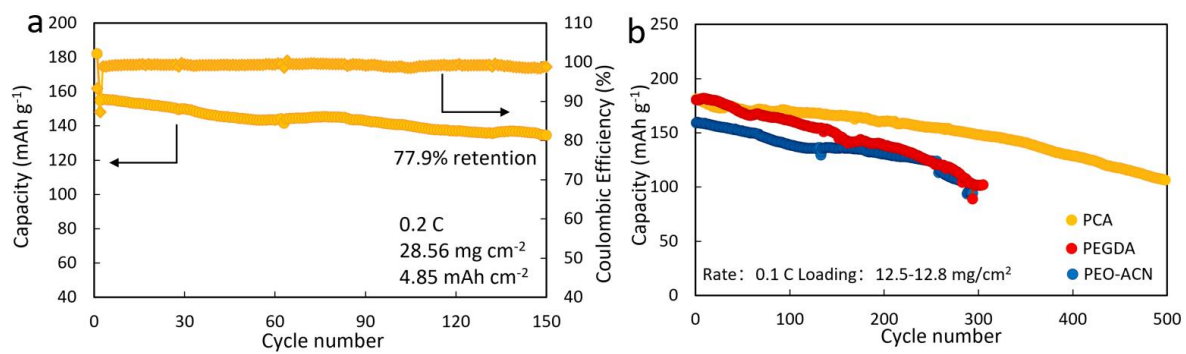 a
200
180
160
140
120
100
80
60
40
Capacity (mAh g⁻¹)
0
30
60
90
120
150
Cycle number
110
100
90
80
70
60
50
40
Coulombic Efficiency (%)
77.9% retention
0.2 C
28.56 mg cm⁻²
4.85 mAh cm⁻²
b
250
200
150
100
50
0
Capacity (mAh g⁻¹)
0
100
200
300
400
500
Cycle number
PCA
PEGDA
PEO-ACN
Rate： 0.1 C Loading： 12.5-12.8 mg/cm²